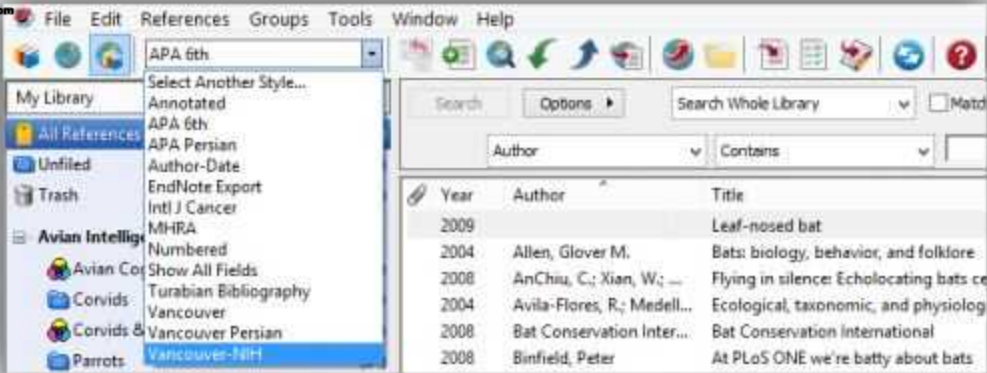 om
File Edit References Groups Tools Window Help
APA 6th
Select Another Style...
Annotated
APA 6th
APA Persian
Author-Date
EndNote Export
Intl J Cancer
MHRA
Numbered
Show All Fields
Turabian Bibliography
Vancouver
Vancouver Persian
Vancouver-NIH
My Library
All References
Unfiled
Trash
Avian Intellige
Avian Cor
Corvids
Corvids &
Parrots
Search Options Search Whole Library Match
Author Contains
Year Author Title
2009 Leaf-nosed bat
2004 Allen, Glover M. Bats: biology, behavior, and folklore
2008 AnChiu, C.; Xian, W.; ... Flying in silence: Echolocating bats ce
2004 Avila-Flores, R.; Medell... Ecological, taxonomic, and physiolog
2008 Bat Conservation Inter... Bat Conservation International
2008 Binfield, Peter At PLoS ONE we're batty about bats